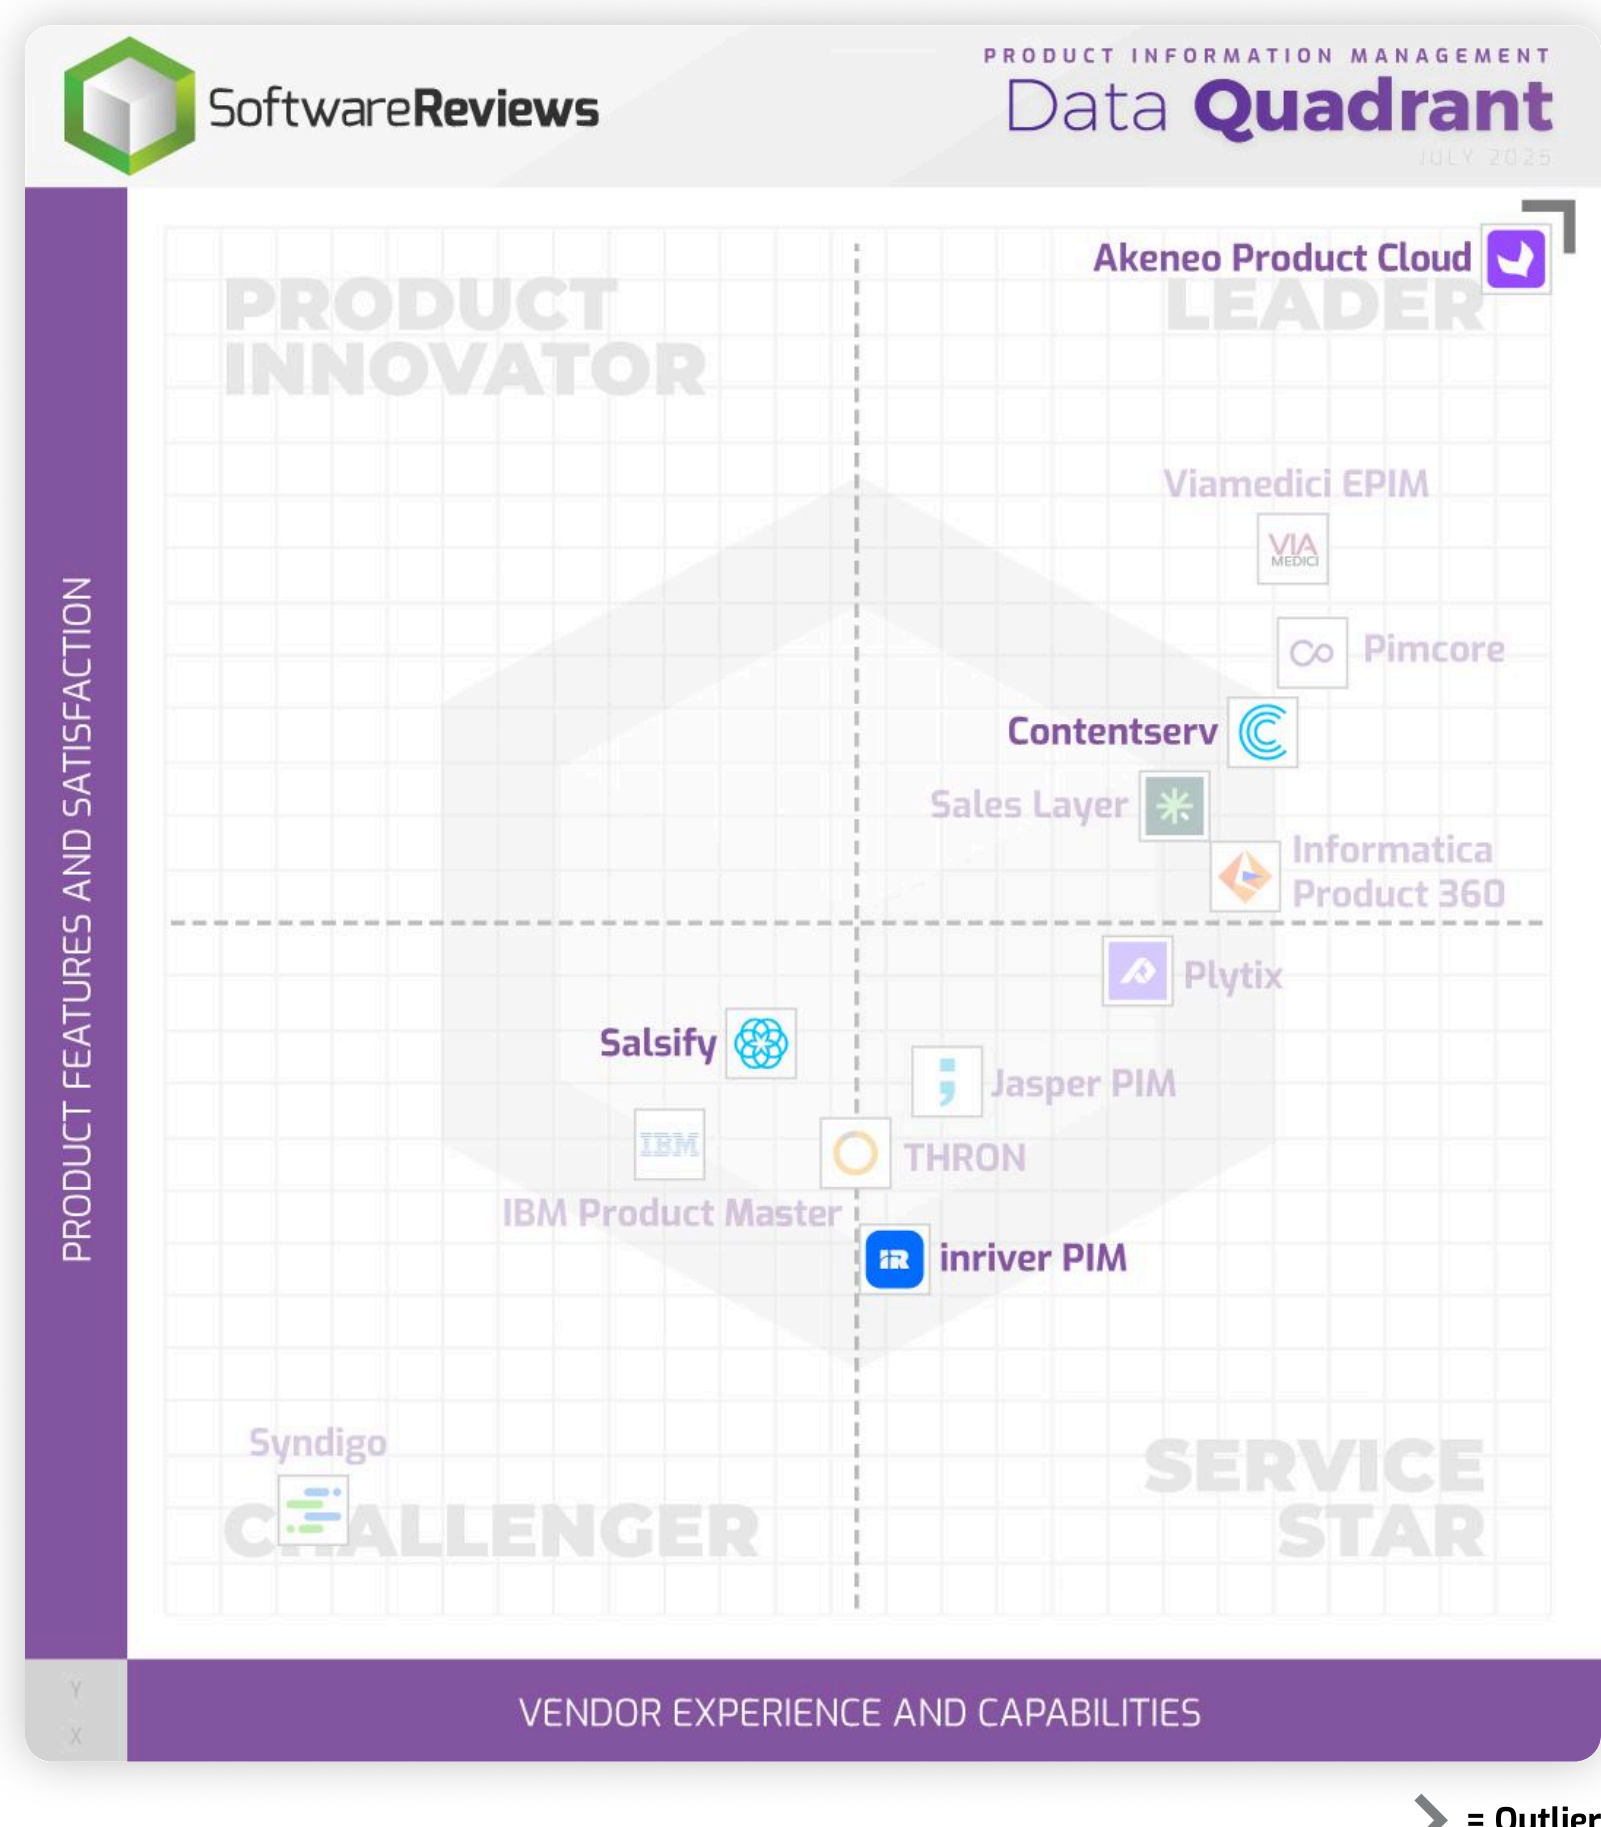 SoftwareReviews
PRODUCT INFORMATION MANAGEMENT
Data Quadrant
JULY 2025
PRODUCT FEATURES AND SATISFACTION
PRODUCT
INNOVATOR
Akeneo Product Cloud
LEADER
Viamedici EPIM
VIA
MEDICI
Pimcore
Contentserv
Sales Layer
Informatica
Product 360
Plytix
Salsify
Jasper PIM
IBM
THRON
IBM Product Master
iR
inriver PIM
Syndigo
CHALLENGER
SERVICE
STAR
Y
X
VENDOR EXPERIENCE AND CAPABILITIES
= Outlier